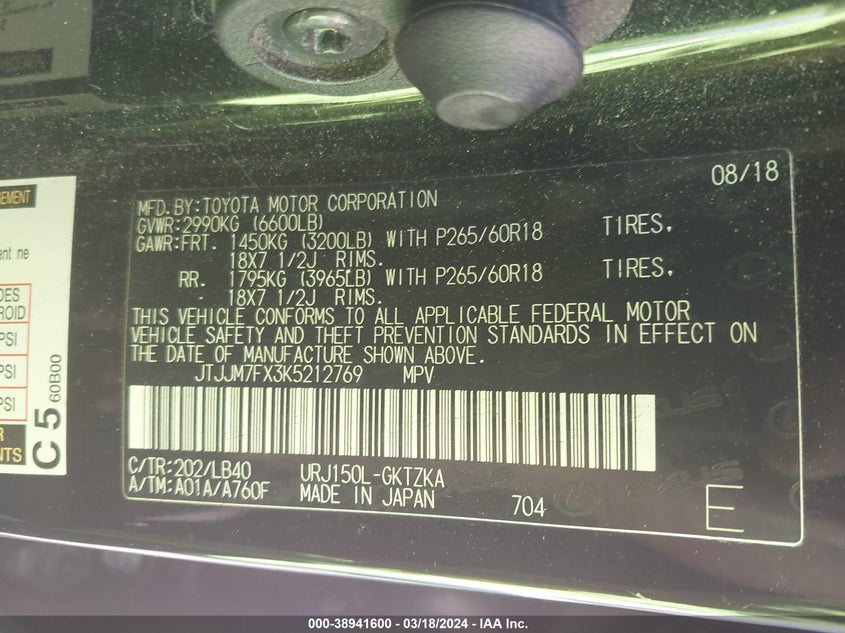 08/18
MFD.BY:TOYOTA MOTOR CORPORATION
GVWR:2990KG (6600LB)
GAWR:FRT. 1450KG (3200LB) WITH P265/60R18 TIRES,
18X7 1/2J RIMS.
RR. 1795KG (3965LB) WITH P265/60R18 TIRES,
18X7 1/2J RIMS.
THIS VEHICLE CONFORMS TO ALL APPLICABLE FEDERAL MOTOR
VEHICLE SAFETY AND THEFT PREVENTION STANDARDS IN EFFECT ON
THE DATE OF MANUFACTURE SHOWN ABOVE.
JTJJM7FX3K5212769 MPV
C/TR:202/LB40 URJ150L-GKTZKA
A/TM:A01A/A760F MADE IN JAPAN 704 E
PSI
PSI
PSI
C5 60B00
000-38941600 — 03/18/2024 — IAA Inc.